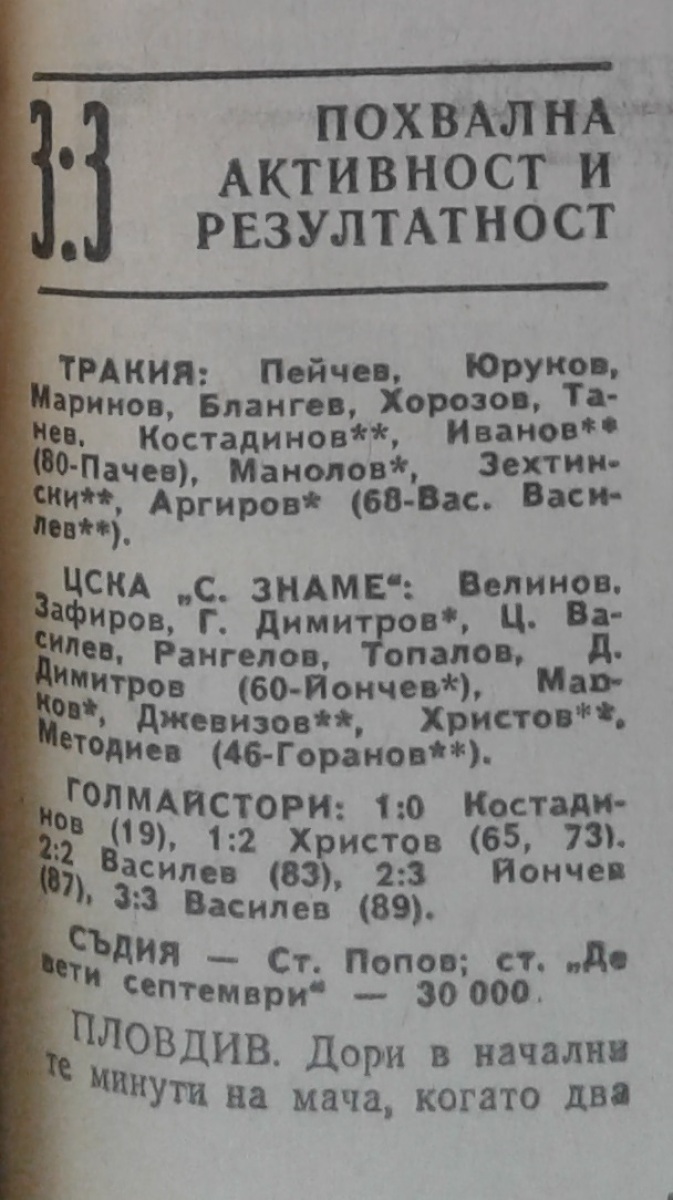 3:3
ПОХВАЛНА
АКТИВНОСТ И
РЕЗУЛТАТНОСТ
ТРАКИЯ: Пейчев, Юруков,
Маринов, Блангев, Хорозов, Та-
нев, Костадинов**, Иванов**
(80-Пачев), Манолов*, Зехтин-
ски**, Аргиров* (68-Вас. Васи-
лев**).
ЦСКА „С. ЗНАМЕ“: Велинов,
Зафиров, Г. Димитров*, Ц. Ва-
силев, Рангелов, Топалов, Д.
Димитров (60-Йончев*), Мар-
ков*, Джевизов**, Христов**,
Методиев (46-Горанов**).
ГОЛМАЙСТОРИ: 1:0 Костади-
нов (19), 1:2 Христов (65, 73).
2:2 Василев (83), 2:3 Йончев
(87), 3:3 Василев (89).
СЪДИЯ — Ст. Попов; ст. „Де
вети септември“ — 30 000.
ПЛОВДИВ. Дори в начални
те минути на мача, когато два